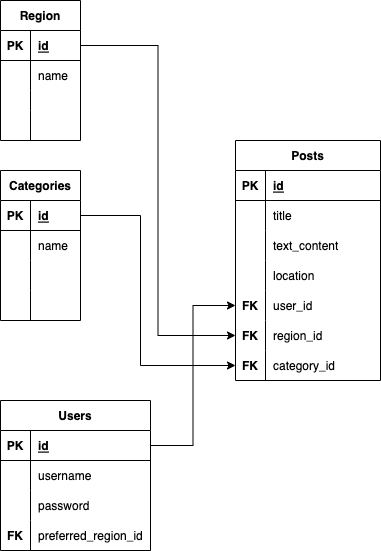 Region
PK id
name
Categories
PK id
name
Posts
PK id
title
text_content
location
FK user_id
FK region_id
FK category_id
Users
PK id
username
password
FK preferred_region_id